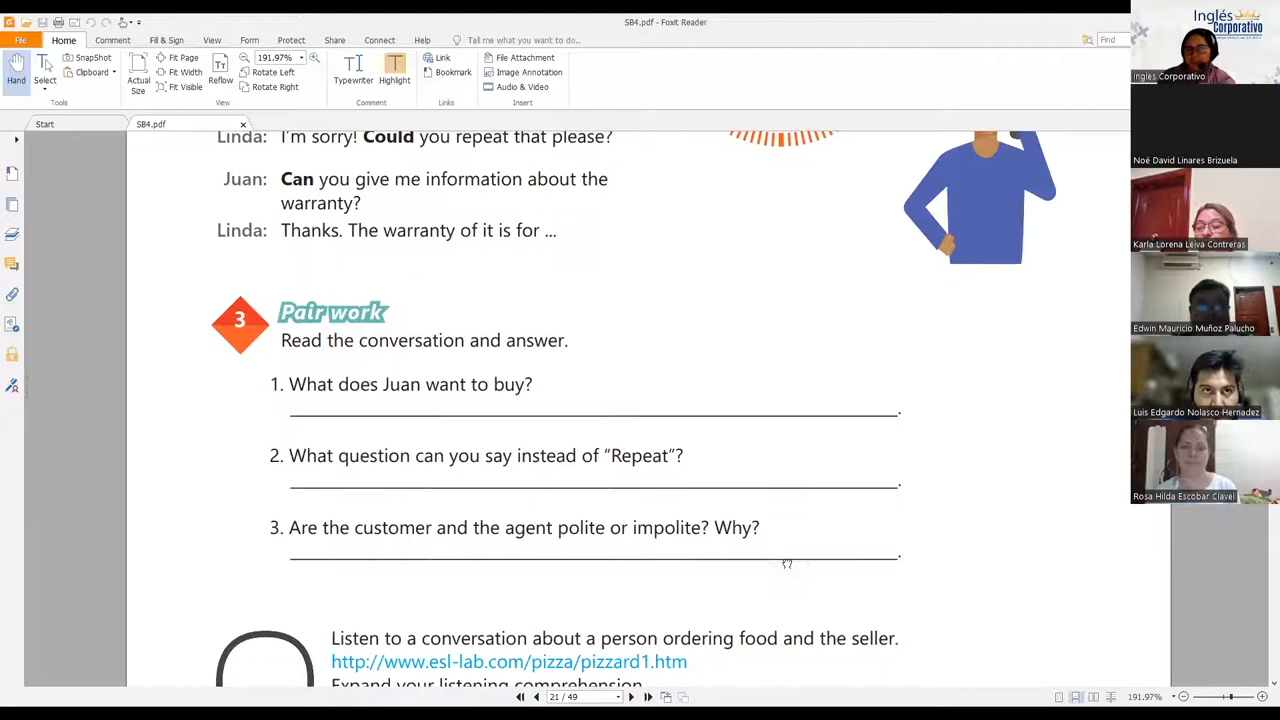 SB4.pdf - Foxit Reader
File Home Comment Fill & Sign View Form Protect Share Connect Help Tell me what you want to do... Find
Hand
Select
SnapShot
Clipboard
Tools
Actual Size
Fit Page
Fit Width
Fit Visible
Reflow
191.97%
Rotate Left
Rotate Right
View
Typewriter
Highlight
Comment
Link
Bookmark
Links
File Attachment
Image Annotation
Audio & Video
Insert
Start SB4.pdf
Linda: I'm sorry! Could you repeat that please?
Juan: Can you give me information about the
warranty?
Linda: Thanks. The warranty of it is for ...
3 Pair work
Read the conversation and answer.
1. What does Juan want to buy?
2. What question can you say instead of “Repeat”?
3. Are the customer and the agent polite or impolite? Why?
Listen to a conversation about a person ordering food and the seller.
http://www.esl-lab.com/pizza/pizzard1.htm
Expand your listening comprehension
21 / 49
191.97%
Inglés
Corporativo
Ingles Corporativo
Noé David Linares Brizuela
Karla Lorena Leiva Contreras
Edwin Mauricio Muñoz Palucho
Luis Edgardo Nolasco Hernadez
Rosa Hilda Escobar Clavel